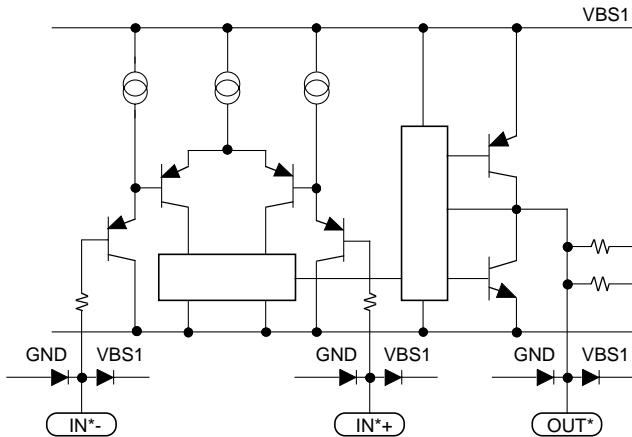 VBS1
GND VBS1
GND VBS1
GND VBS1
IN*-
IN*+
OUT*